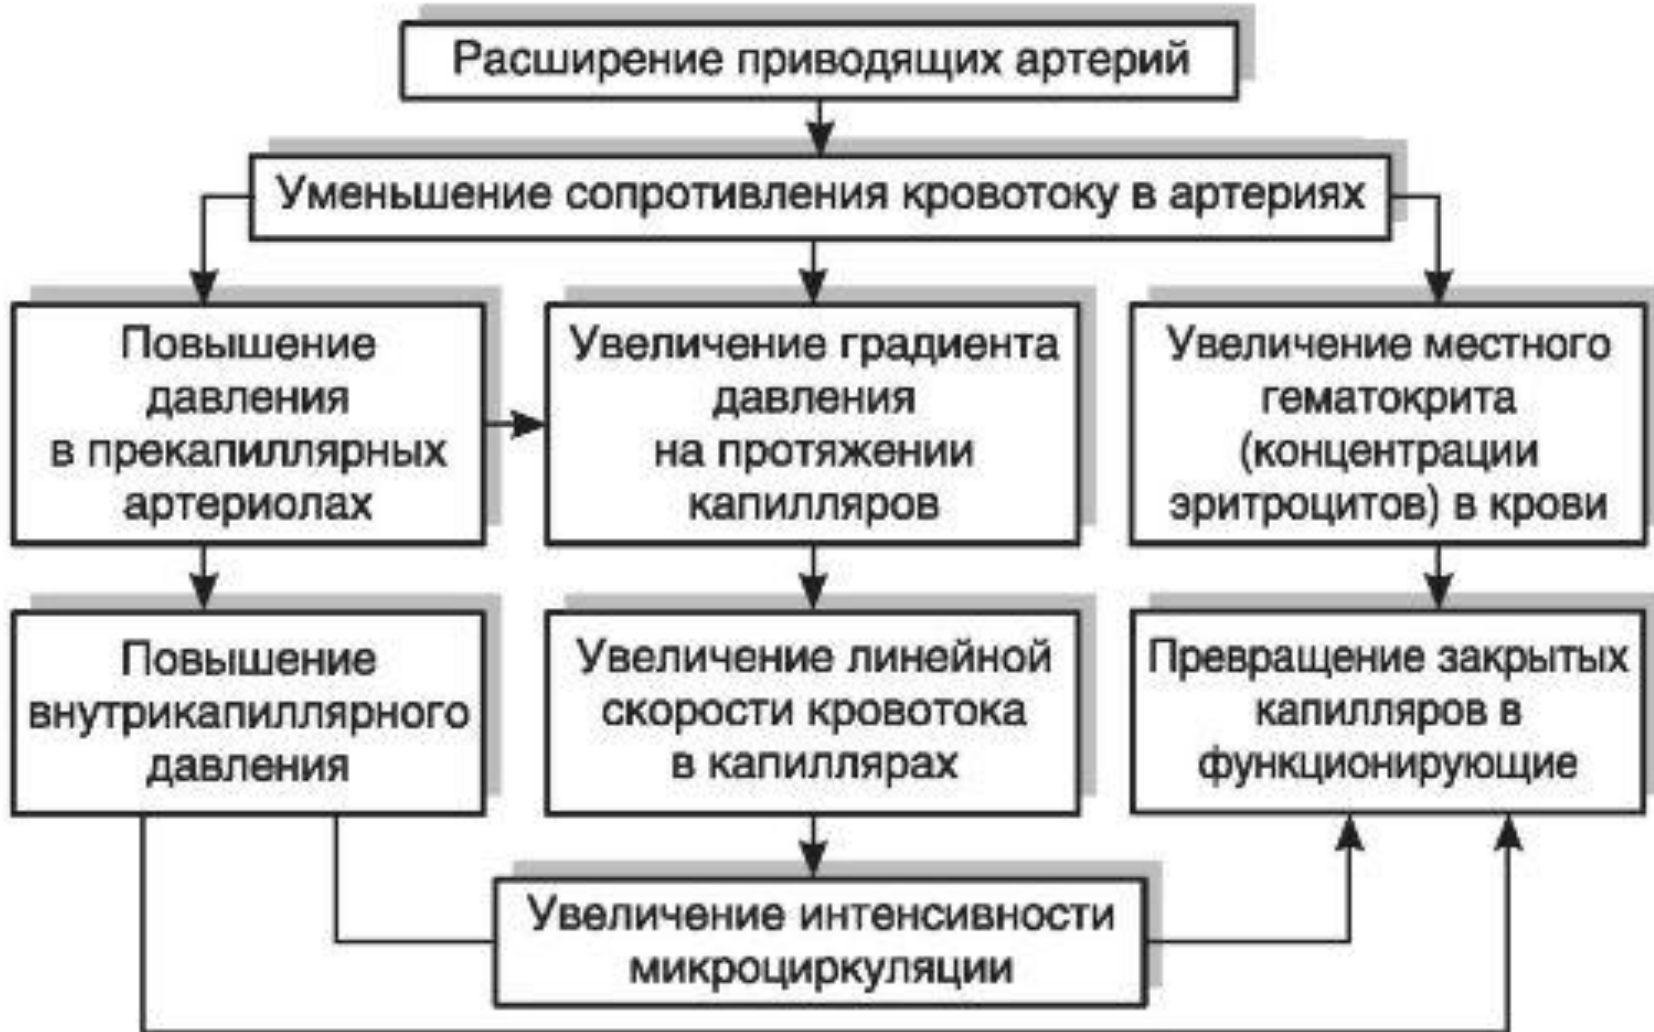 Расширение приводящих артерий
Уменьшение сопротивления кровотоку в артериях
Повышение
давления
в прекапиллярных
артериолах
Увеличение градиента
давления
на протяжении
капилляров
Увеличение местного
гематокрита
(концентрации
эритроцитов) в крови
Повышение
внутрикапиллярного
давления
Увеличение линейной
скорости кровотока
в капиллярах
Превращение закрытых
капилляров в
функционирующие
Увеличение интенсивности
микроциркуляции